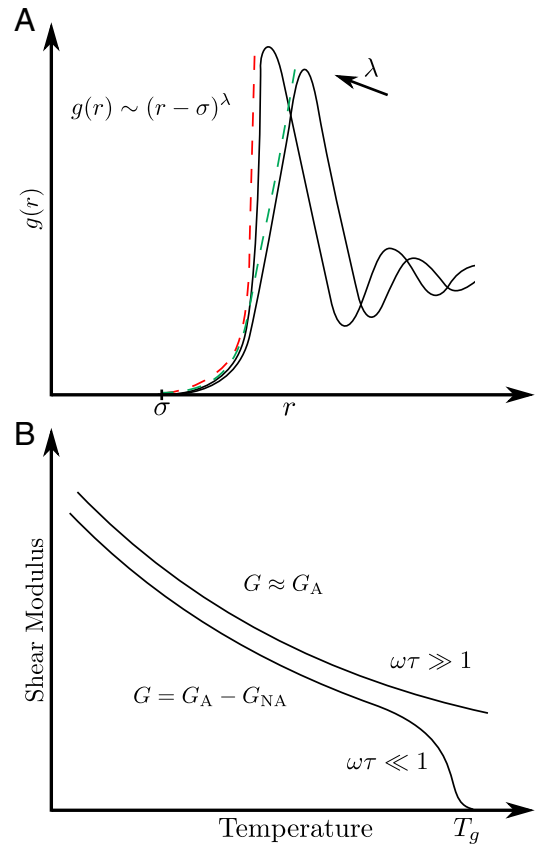 A
λ
g(r) ∼ (r − σ)^λ
g(r)
σ
r
B
Shear Modulus
G ≈ G_A
ωτ ≫ 1
G = G_A − G_NA
ωτ ≪ 1
Temperature
T_g